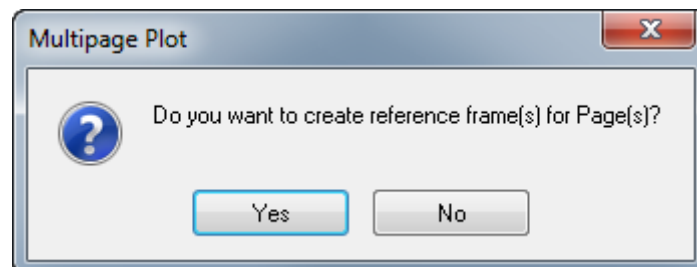 Multipage Plot
Do you want to create reference frame(s) for Page(s)?
Yes
No